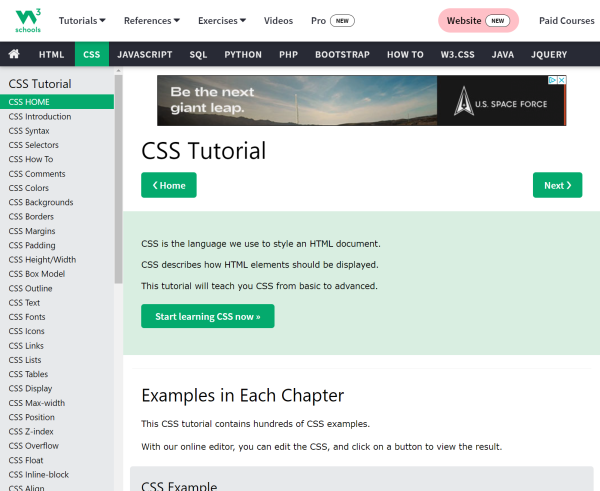 3
schools
Tutorials
References
Exercises
Videos
Pro NEW
Website NEW
Paid Courses
HTML
CSS
JAVASCRIPT
SQL
PYTHON
PHP
BOOTSTRAP
HOW TO
W3.CSS
JAVA
JQUERY
CSS Tutorial
CSS HOME
CSS Introduction
CSS Syntax
CSS Selectors
CSS How To
CSS Comments
CSS Colors
CSS Backgrounds
CSS Borders
CSS Margins
CSS Padding
CSS Height/Width
CSS Box Model
CSS Outline
CSS Text
CSS Fonts
CSS Icons
CSS Links
CSS Lists
CSS Tables
CSS Display
CSS Max-width
CSS Position
CSS Z-index
CSS Overflow
CSS Float
CSS Inline-block
CSS Align
Be the next
giant leap.
U.S. SPACE FORCE
CSS Tutorial
❮ Home
Next ❯
CSS is the language we use to style an HTML document.
CSS describes how HTML elements should be displayed.
This tutorial will teach you CSS from basic to advanced.
Start learning CSS now »
Examples in Each Chapter
This CSS tutorial contains hundreds of CSS examples.
With our online editor, you can edit the CSS, and click on a button to view the result.
CSS Example